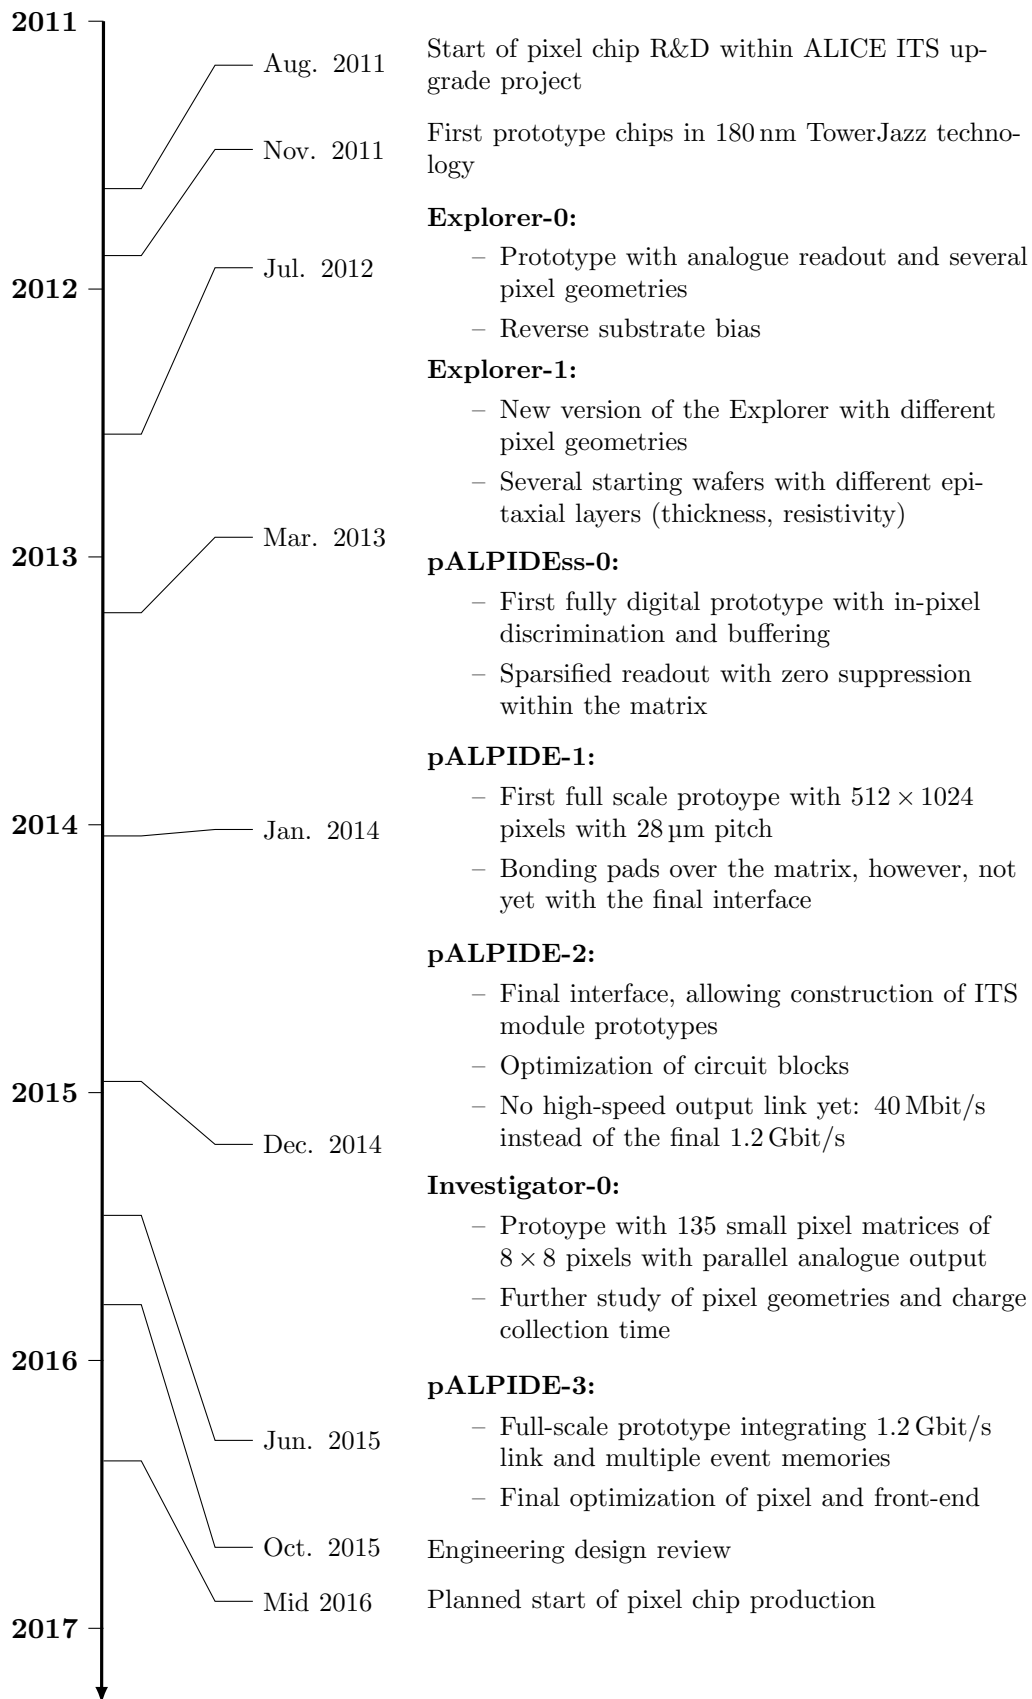 2011
Aug. 2011
Start of pixel chip R&D within ALICE ITS up-
grade project
Nov. 2011
First prototype chips in 180 nm TowerJazz techno-
logy
Explorer-0:
Jul. 2012
– Prototype with analogue readout and several
pixel geometries
2012
– Reverse substrate bias
Explorer-1:
– New version of the Explorer with different
pixel geometries
– Several starting wafers with different epi-
taxial layers (thickness, resistivity)
Mar. 2013
2013
pALPIDEss-0:
– First fully digital prototype with in-pixel
discrimination and buffering
– Sparsified readout with zero suppression
within the matrix
pALPIDE-1:
– First full scale protoype with 512 × 1024
pixels with 28 µm pitch
2014
Jan. 2014
– Bonding pads over the matrix, however, not
yet with the final interface
pALPIDE-2:
– Final interface, allowing construction of ITS
module prototypes
– Optimization of circuit blocks
2015
– No high-speed output link yet: 40 Mbit/s
instead of the final 1.2 Gbit/s
Dec. 2014
Investigator-0:
– Protoype with 135 small pixel matrices of
8 × 8 pixels with parallel analogue output
– Further study of pixel geometries and charge
collection time
2016
pALPIDE-3:
– Full-scale prototype integrating 1.2 Gbit/s
link and multiple event memories
Jun. 2015
– Final optimization of pixel and front-end
Oct. 2015
Engineering design review
Mid 2016
Planned start of pixel chip production
2017